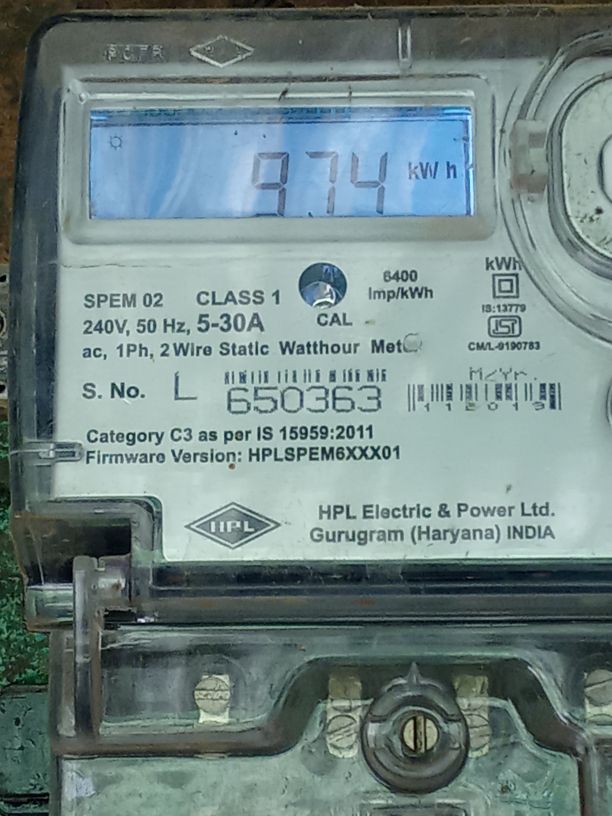 974 kWh
SPEM 02 CLASS 1 6400 Imp/kWh kWh
240V, 50 Hz, 5-30A CAL IS:13779
ac, 1Ph, 2 Wire Static Watthour CM/L-9190783
M/Yr.
S. No. L 650363 112019
Category C3 as per IS 15959:2011
Firmware Version: HPLSPEM6XXX01
HPL
HPL Electric & Power Ltd.
Gurugram (Haryana) INDIA